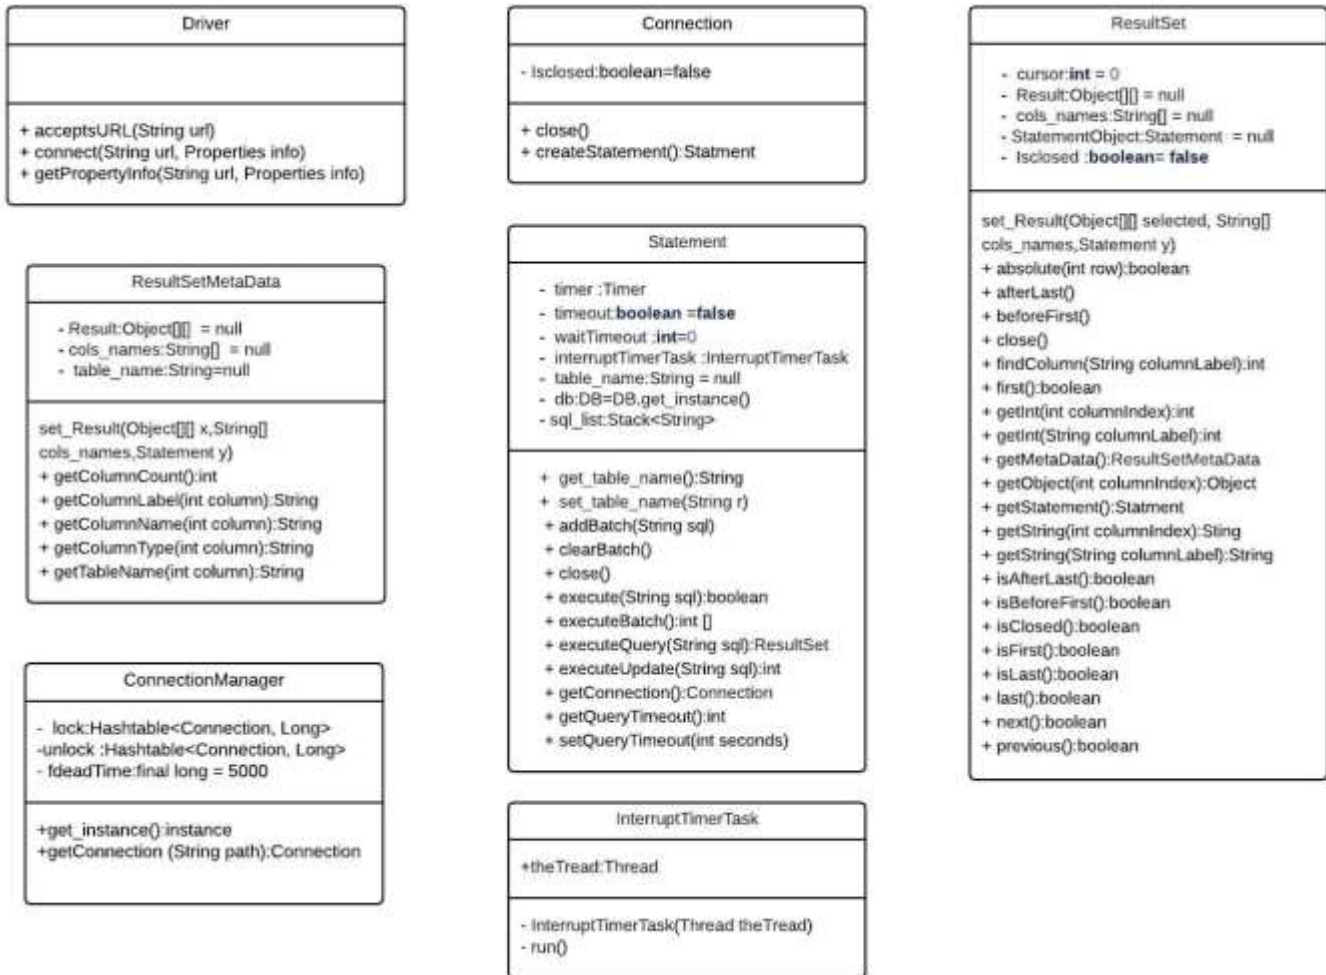 Driver
+ acceptsURL(String url)
+ connect(String url, Properties info)
+ getPropertyInfo(String url, Properties info)
ResultSetMetaData
- Result:Object[][] = null
- cols_names:String[] = null
- table_name:String=null
set_Result(Object[][] x,String[]
cols_names,Statement y)
+ getColumnCount():int
+ getColumnLabel(int column):String
+ getColumnName(int column):String
+ getColumnType(int column):String
+ getTableName(int column):String
ConnectionManager
- lock:Hashtable<Connection, Long>
-unlock :Hashtable<Connection, Long>
- fdeadTime:final long = 5000
+get_instance():instance
+getConnection (String path):Connection
Connection
- Isclosed:boolean=false
+ close()
+ createStatement():Statment
Statement
- timer :Timer
- timeout:boolean =false
- waitTimeout :int=0
- interruptTimerTask :InterruptTimerTask
- table_name:String = null
- db:DB=DB.get_instance()
- sql_list:Stack<String>
+ get_table_name():String
+ set_table_name(String r)
+ addBatch(String sql)
+ clearBatch()
+ close()
+ execute(String sql):boolean
+ executeBatch():int []
+ executeQuery(String sql):ResultSet
+ executeUpdate(String sql):int
+ getConnection():Connection
+ getQueryTimeout():int
+ setQueryTimeout(int seconds)
InterruptTimerTask
+theTread:Thread
- InterruptTimerTask(Thread theTread)
- run()
ResultSet
- cursor:int = 0
- Result:Object[][] = null
- cols_names:String[] = null
- StatementObject:Statement = null
- Isclosed :boolean= false
set_Result(Object[][] selected, String[]
cols_names,Statement y)
+ absolute(int row):boolean
+ afterLast()
+ beforeFirst()
+ close()
+ findColumn(String columnLabel):int
+ first():boolean
+ getInt(int columnIndex):int
+ getInt(String columnLabel):int
+ getMetaData():ResultSetMetaData
+ getObject(int columnIndex):Object
+ getStatement():Statment
+ getString(int columnIndex):Sting
+ getString(String columnLabel):String
+ isAfterLast():boolean
+ isBeforeFirst():boolean
+ isClosed():boolean
+ isFirst():boolean
+ isLast():boolean
+ last():boolean
+ next():boolean
+ previous():boolean